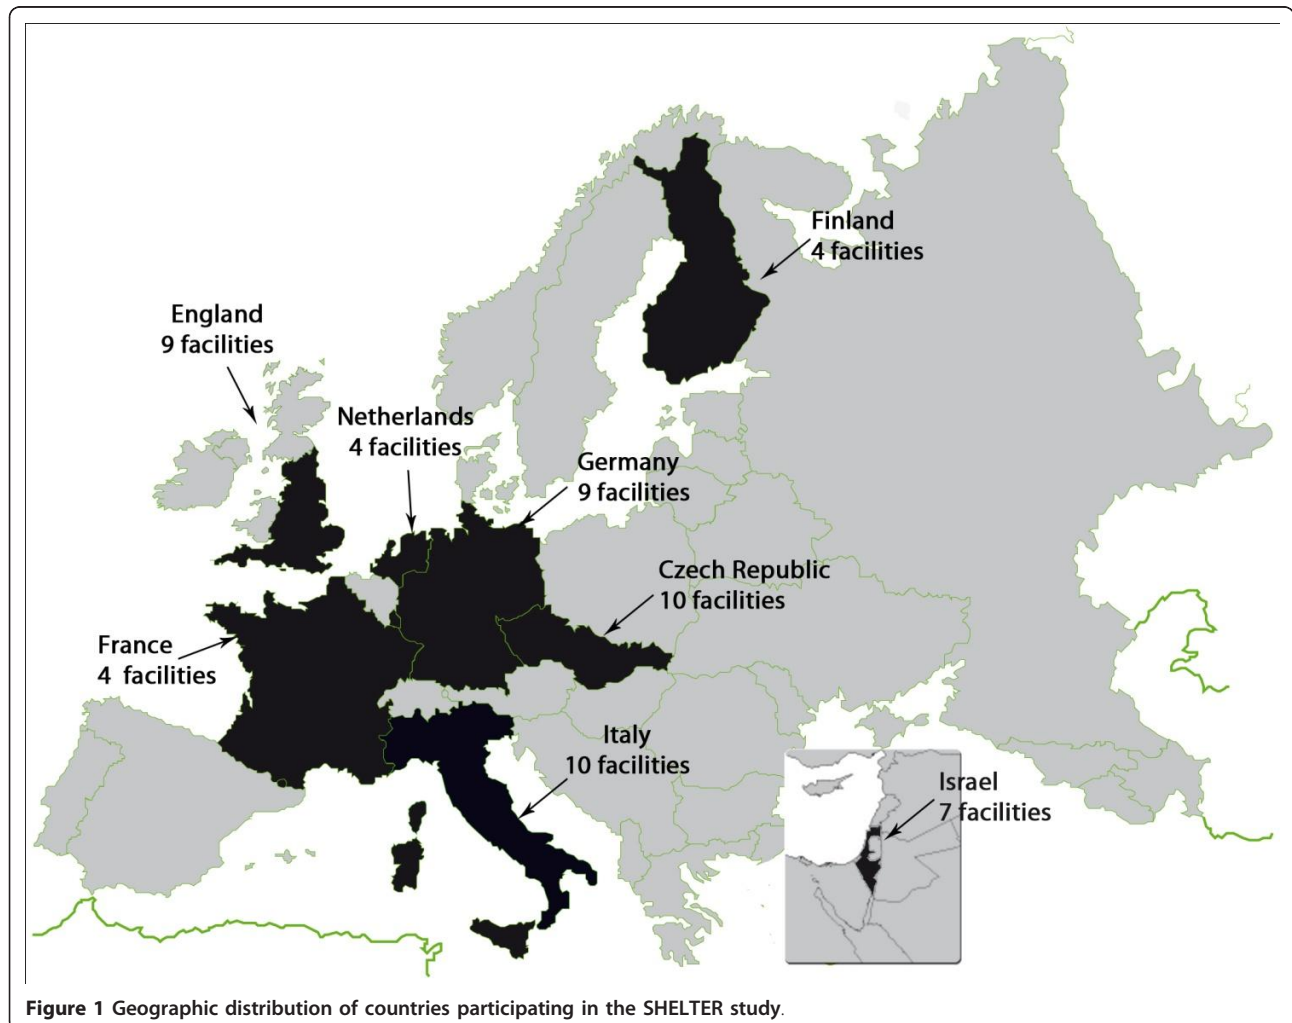 Finland
4 facilities
England
9 facilities
Netherlands
4 facilities
Germany
9 facilities
Czech Republic
10 facilities
France
4 facilities
Italy
10 facilities
Israel
7 facilities
Figure 1 Geographic distribution of countries participating in the SHELTER study.